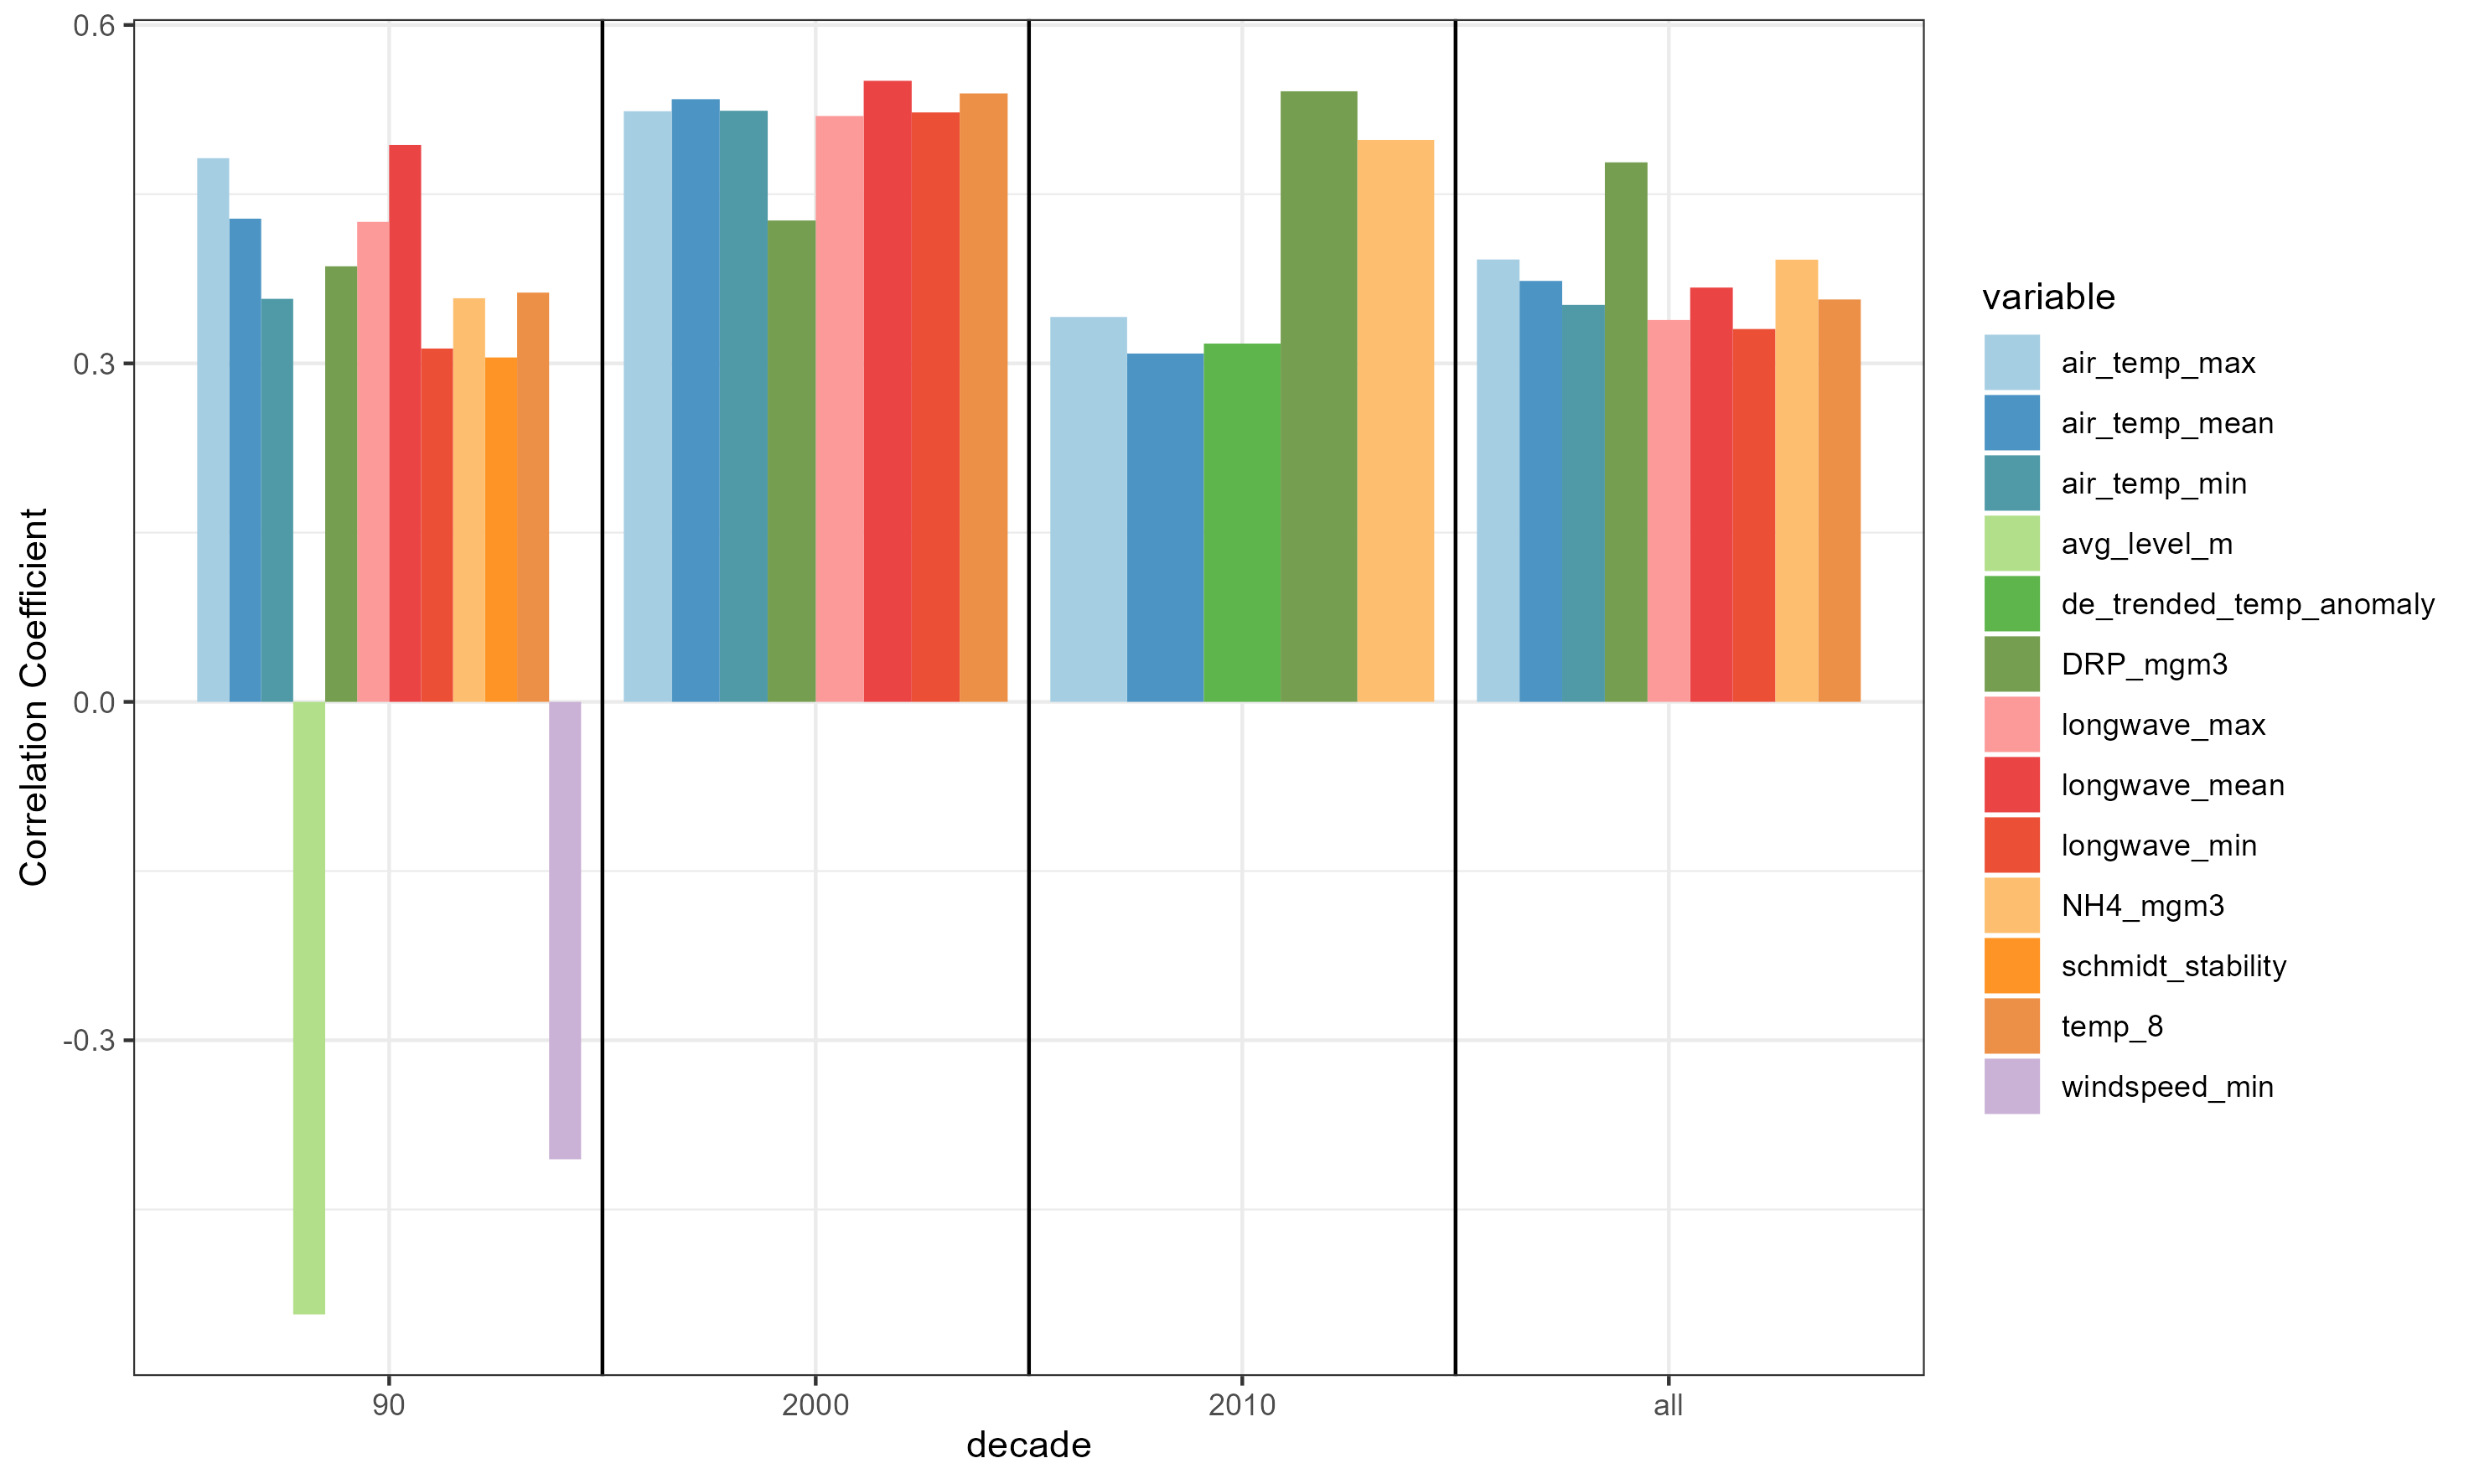 0.6
0.3
0.0
-0.3
Correlation Coefficient
90
2000
2010
all
decade
variable
air_temp_max
air_temp_mean
air_temp_min
avg_level_m
de_trended_temp_anomaly
DRP_mgm3
longwave_max
longwave_mean
longwave_min
NH4_mgm3
schmidt_stability
temp_8
windspeed_min